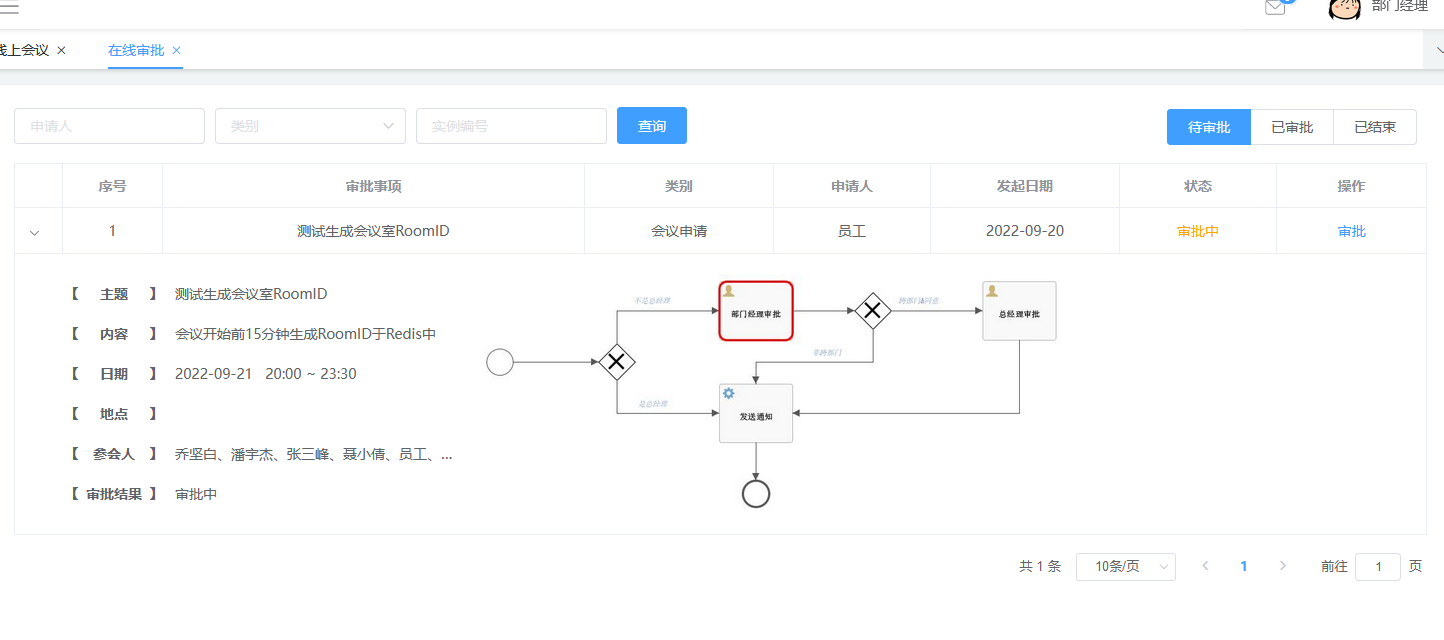 部门经理
线上会议 ×
在线审批 ×
申请人
类别
实例编号
查询
待审批
已审批
已结束
序号 审批事项 类别 申请人 发起日期 状态 操作
1 测试生成会议室RoomID 会议申请 员工 2022-09-20 审批中 审批
【 主题 】 测试生成会议室RoomID
【 内容 】 会议开始前15分钟生成RoomID于Redis中
【 日期 】 2022-09-21 20:00 ~ 23:30
【 地点 】
【 参会人 】 乔坚白、潘宇杰、张三峰、聂小倩、员工、...
【 审批结果 】 审批中
不是总经理
部门经理审批
跨部门&同意
总经理审批
非跨部门
是总经理
发送通知
共 1 条
10条/页
1
前往 1 页